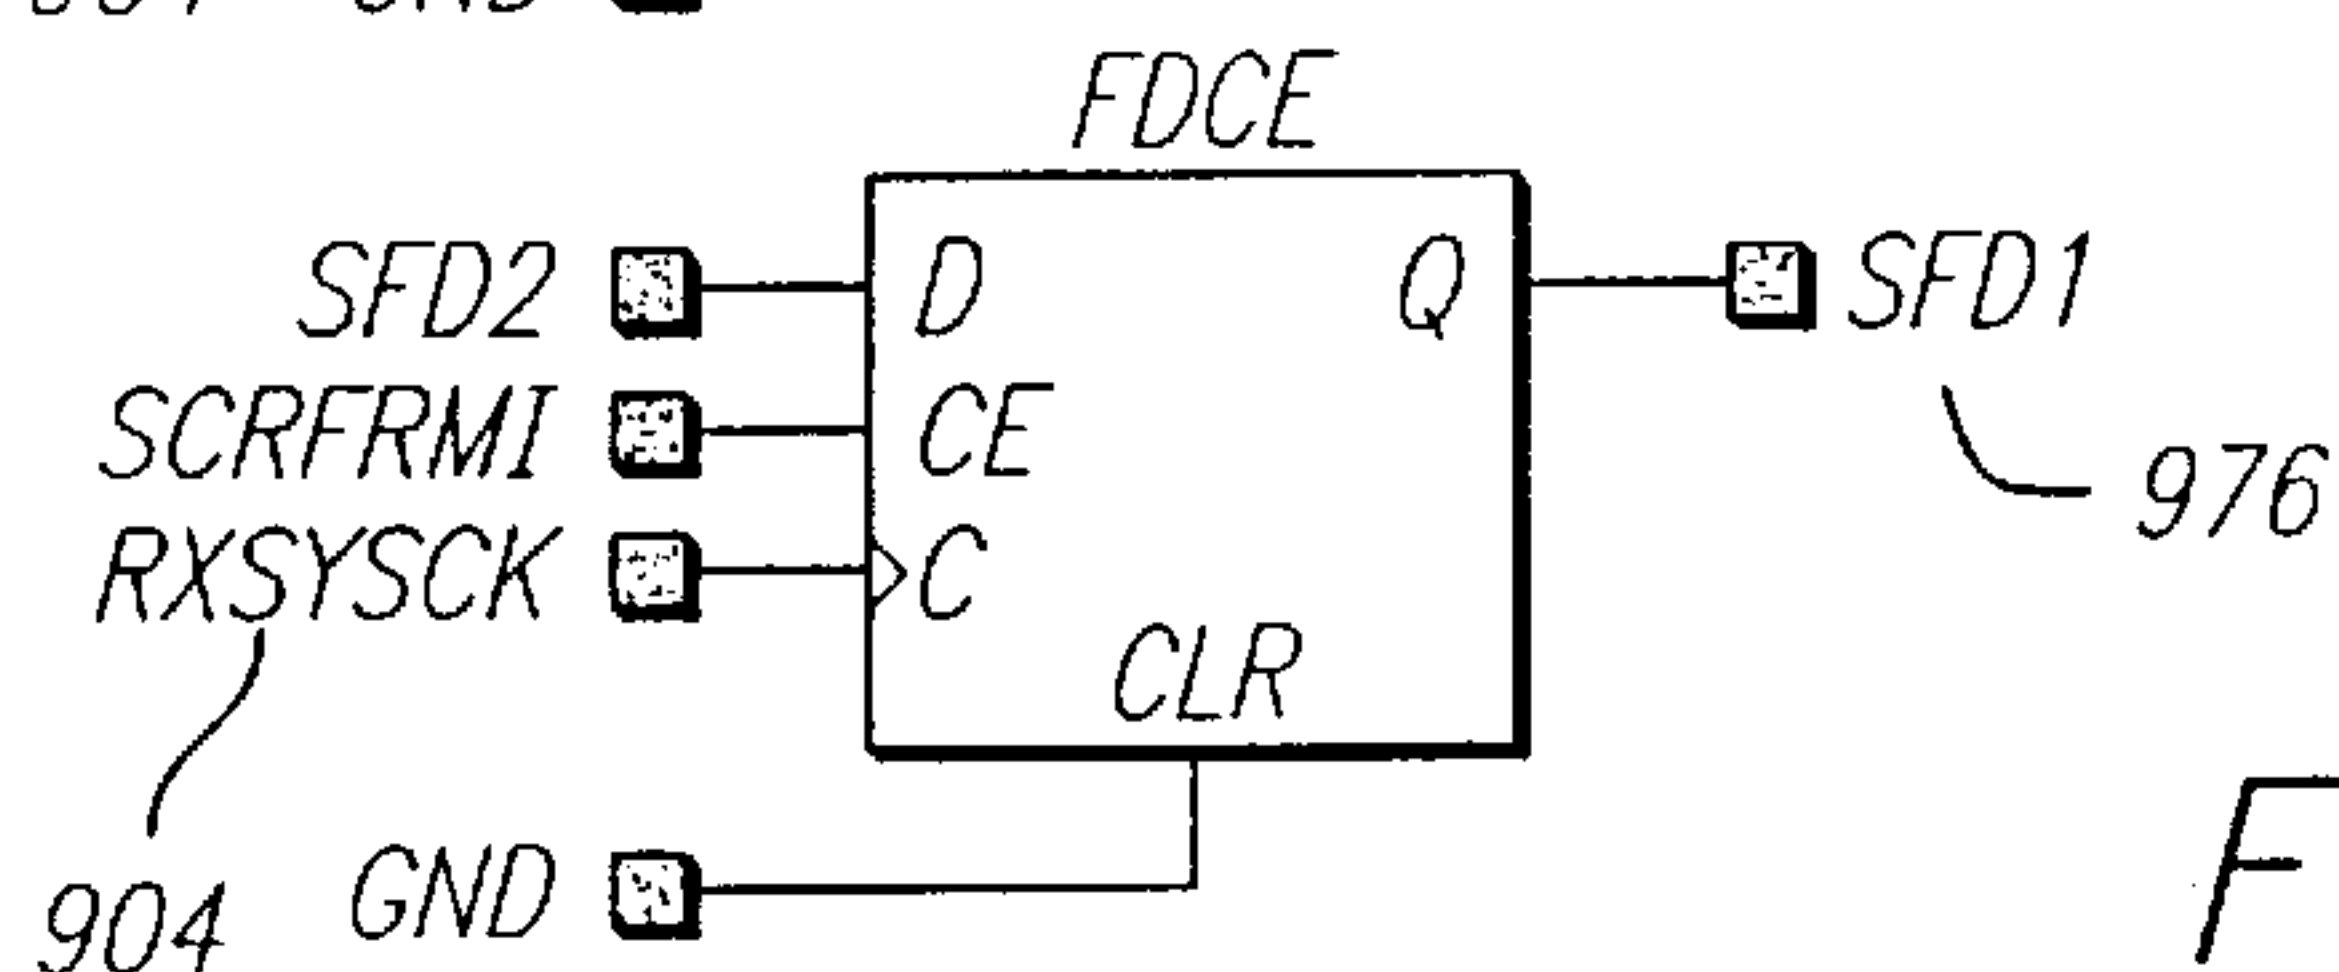 FDCE
SFD2 D Q SFD1
SCRFRMI CE
976
RXSYSCK C
CLR
904 GND
F